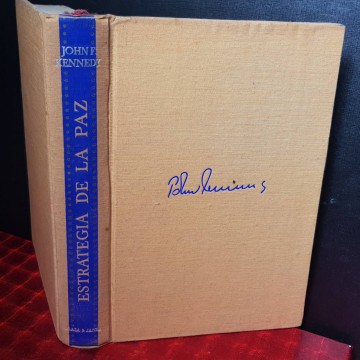 JOHN F.
KENNEDY
ESTRATEGIA DE LA PAZ